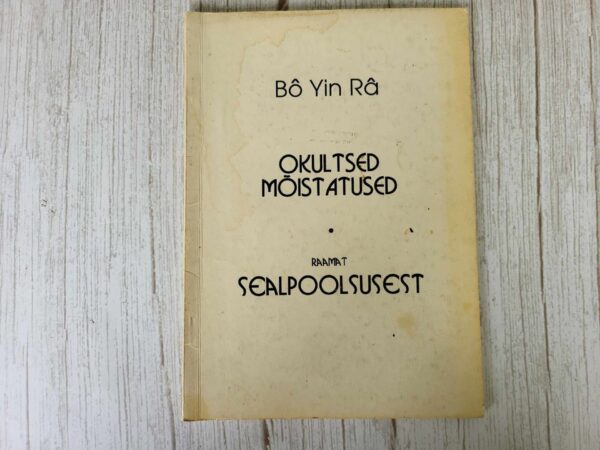 Bô Yin Râ
OKULTSED
MÕISTATUSED
•
RAAMAT
SEALPOOLSUSEST